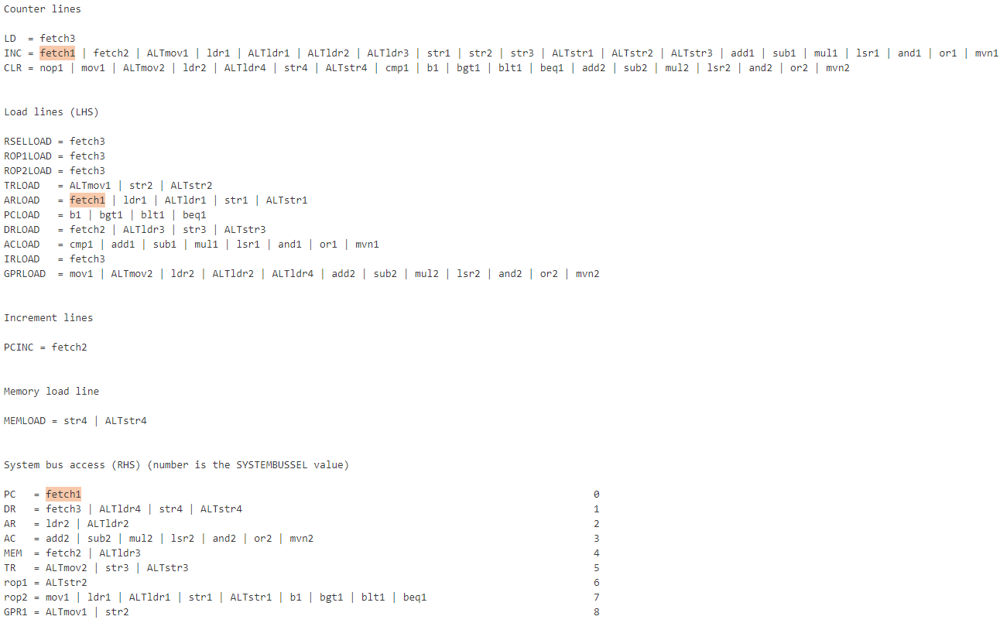 Counter lines
LD  = fetch3
INC = fetch1 | fetch2 | ALTmov1 | ldr1 | ALTldr1 | ALTldr2 | ALTldr3 | str1 | str2 | str3 | ALTstr1 | ALTstr2 | ALTstr3 | add1 | sub1 | mul1 | lsr1 | and1 | or1 | mvn1
CLR = nop1 | mov1 | ALTmov2 | ldr2 | ALTldr4 | str4 | ALTstr4 | cmp1 | b1 | bgt1 | blt1 | beq1 | add2 | sub2 | mul2 | lsr2 | and2 | or2 | mvn2
Load lines (LHS)
RSELLOAD = fetch3
ROP1LOAD = fetch3
ROP2LOAD = fetch3
TRLOAD   = ALTmov1 | str2 | ALTstr2
ARLOAD   = fetch1 | ldr1 | ALTldr1 | str1 | ALTstr1
PCLOAD   = b1 | bgt1 | blt1 | beq1
DRLOAD   = fetch2 | ALTldr3 | str3 | ALTstr3
ACLOAD   = cmp1 | add1 | sub1 | mul1 | lsr1 | and1 | or1 | mvn1
IRLOAD   = fetch3
GPRLOAD  = mov1 | ALTmov2 | ldr2 | ALTldr2 | ALTldr4 | add2 | sub2 | mul2 | lsr2 | and2 | or2 | mvn2
Increment lines
PCINC = fetch2
Memory load line
MEMLOAD = str4 | ALTstr4
System bus access (RHS) (number is the SYSTEMBUSSEL value)
PC   = fetch1 0
DR   = fetch3 | ALTldr4 | str4 | ALTstr4 1
AR   = ldr2 | ALTldr2 2
AC   = add2 | sub2 | mul2 | lsr2 | and2 | or2 | mvn2 3
MEM  = fetch2 | ALTldr3 4
TR   = ALTmov2 | str3 | ALTstr3 5
rop1 = ALTstr2 6
rop2 = mov1 | ldr1 | ALTldr1 | str1 | ALTstr1 | b1 | bgt1 | blt1 | beq1 7
GPR1 = ALTmov1 | str2 8